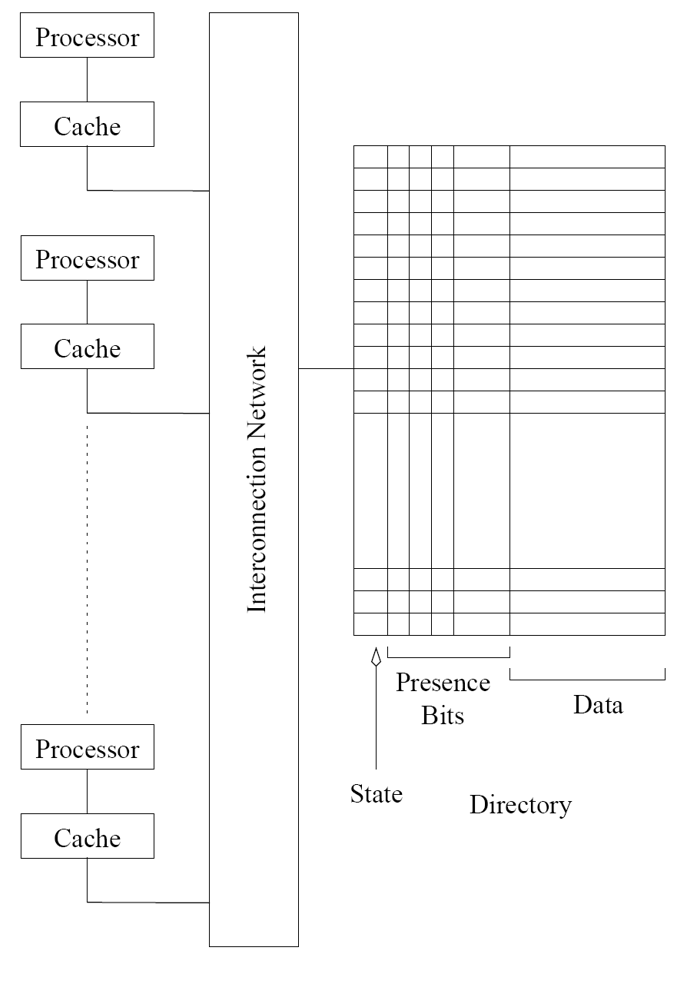 Processor
Cache
Processor
Cache
Interconnection Network
Presence
Bits
Data
State
Directory
Processor
Cache